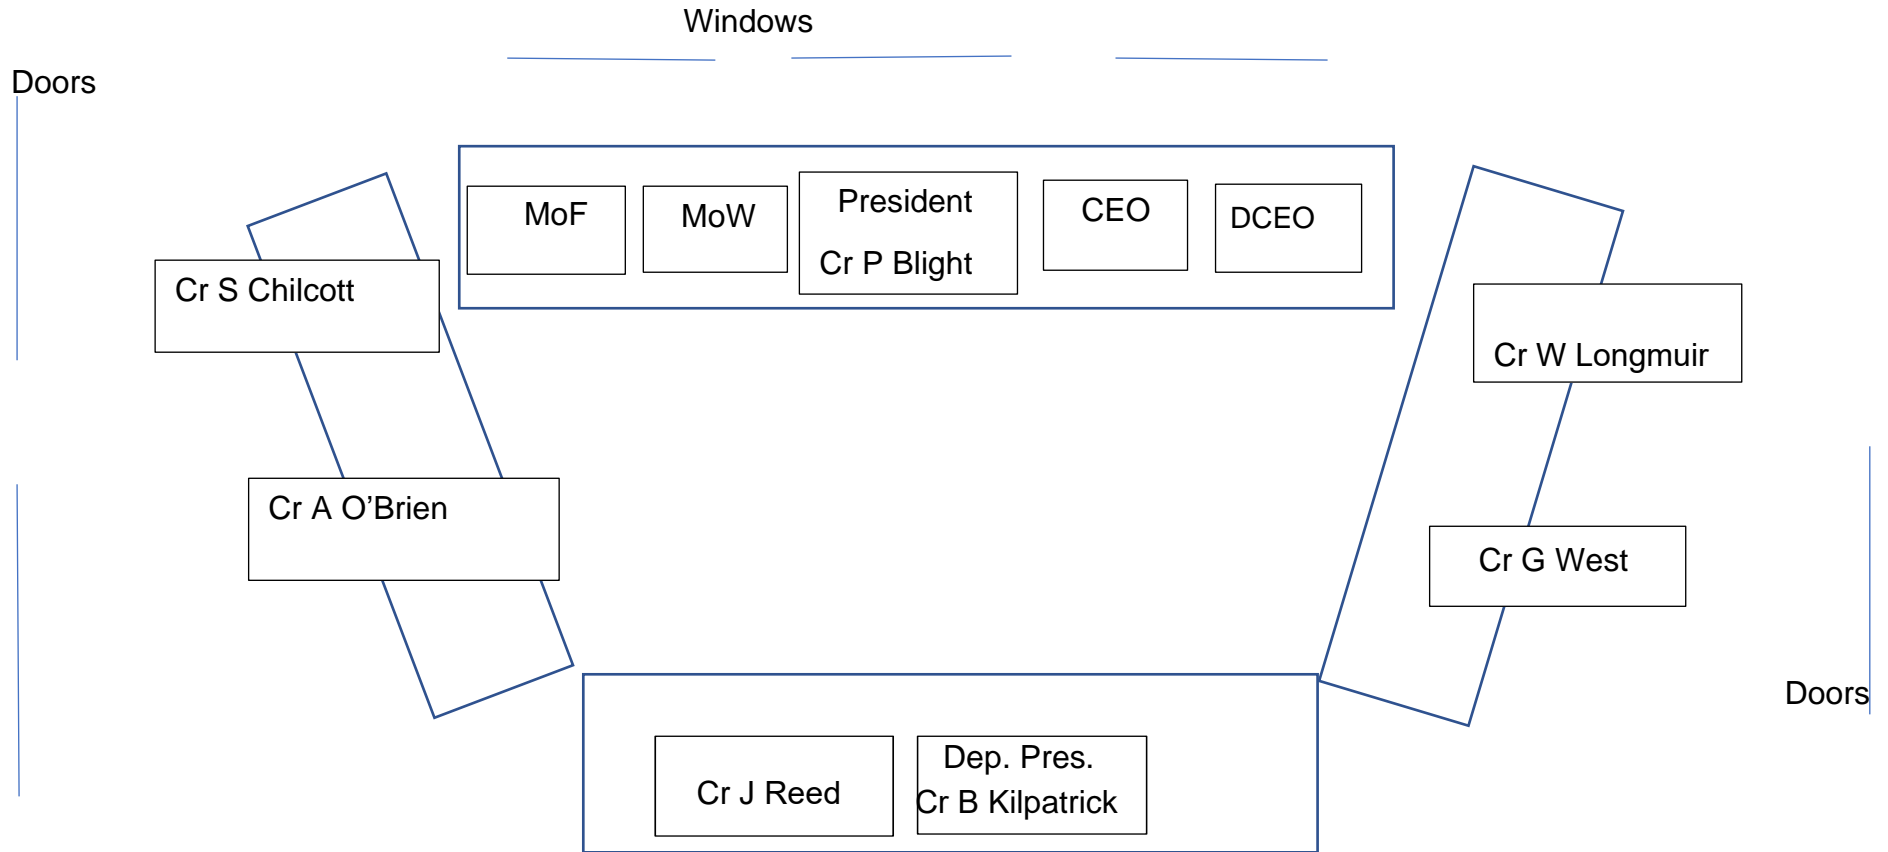 Windows
Doors
MoF
MoW
President
Cr P Blight
CEO
DCEO
Cr S Chilcott
Cr W Longmuir
Cr A O’Brien
Cr G West
Doors
Cr J Reed
Dep. Pres.
Cr B Kilpatrick